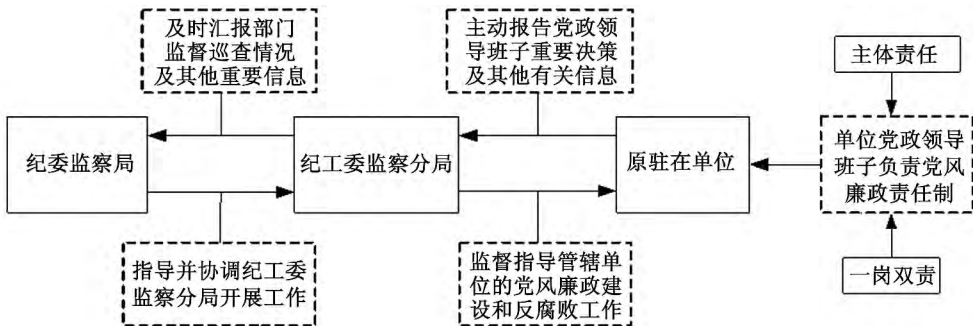 及时汇报部门
监督巡查情况
及其他重要信息
主动报告党政领
导班子重要决策
及其他有关信息
主体责任
纪委监察局
纪工委监察分局
原驻在单位
单位党政领导
班子负责党风
廉政责任制
指导并协调纪工委
监察分局开展工作
监督指导管辖单
位的党风廉政建
设和反腐败工作
一岗双责